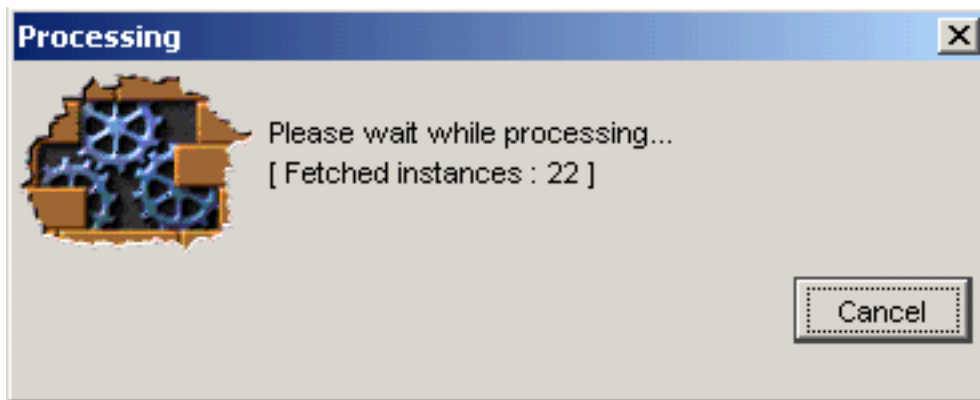 Processing
Please wait while processing...
[ Fetched instances : 22 ]
Cancel